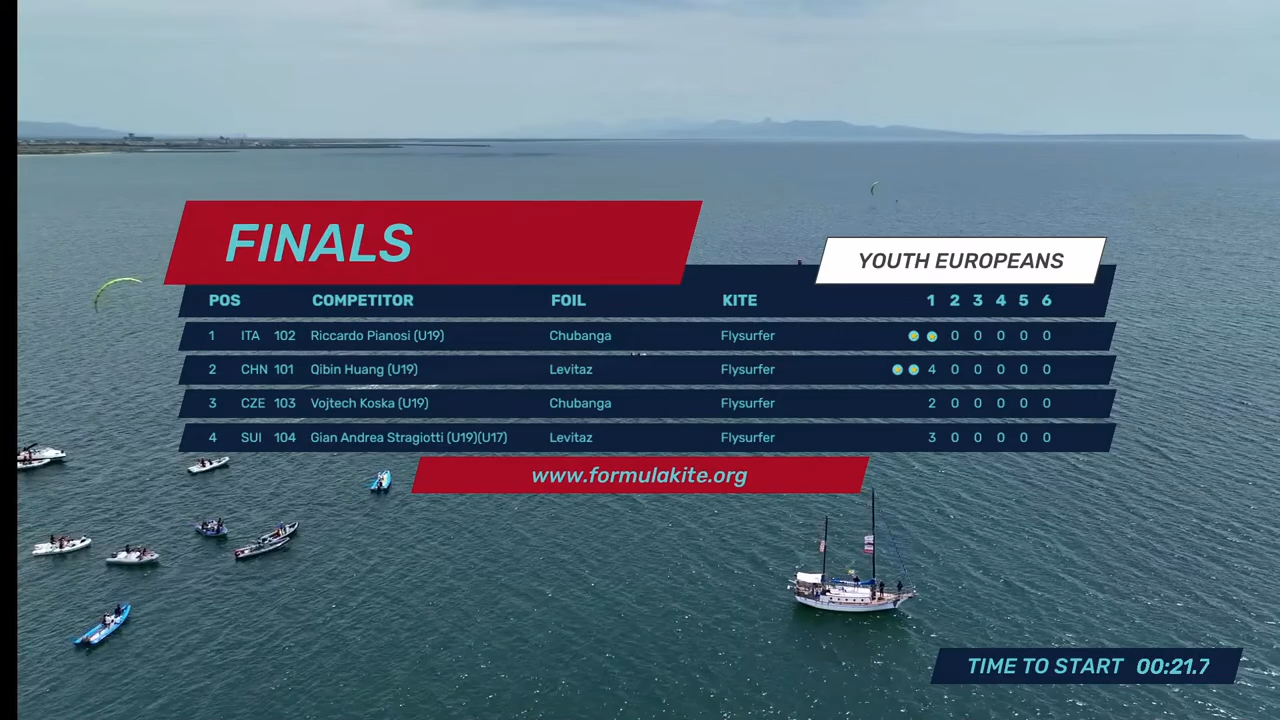 FINALS
YOUTH EUROPEANS
POS COMPETITOR FOIL KITE 1 2 3 4 5 6
1 ITA 102 Riccardo Pianosi (U19) Chubanga Flysurfer 0 0 0 0 0
2 CHN 101 Qibin Huang (U19) Levitaz Flysurfer 4 0 0 0 0 0
3 CZE 103 Vojtech Koska (U19) Chubanga Flysurfer 2 0 0 0 0 0
4 SUI 104 Gian Andrea Stragiotti (U19)(U17) Levitaz Flysurfer 3 0 0 0 0 0
www.formulakite.org
TIME TO START 00:21.7